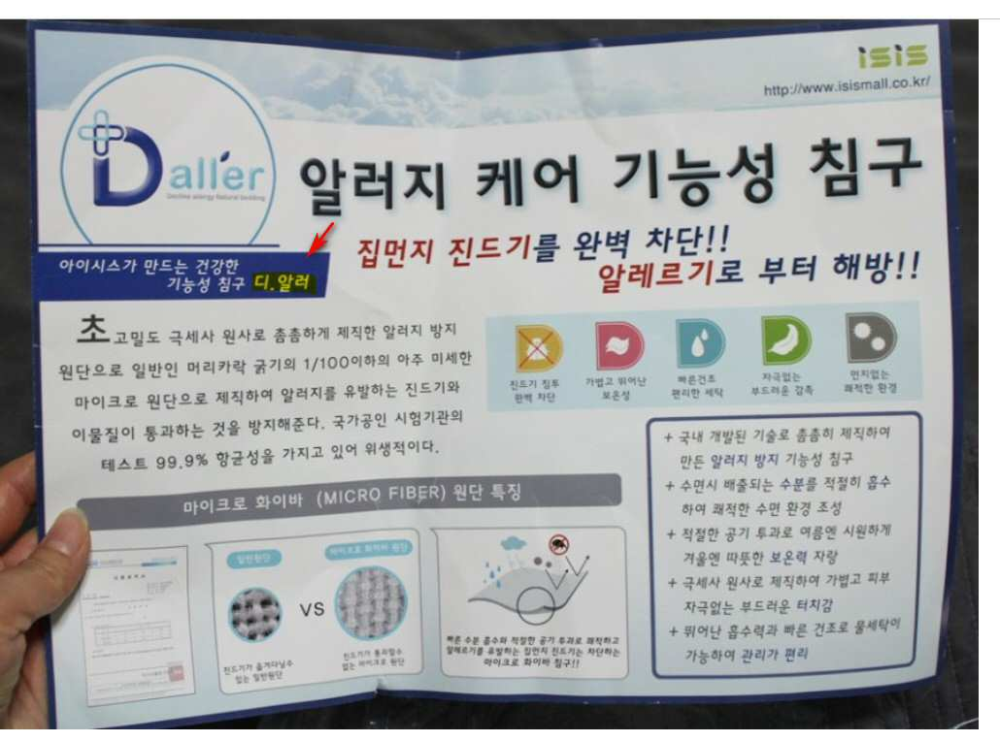 isis
http://www.isismall.co.kr/
Daller
Decline allergy Natural bedding
알러지 케어 기능성 침구
집먼지 진드기를 완벽 차단!!
알레르기로 부터 해방!!
아이시스가 만드는 건강한
기능성 침구 디.알러
초고밀도 극세사 원사로 촘촘하게 제직한 알러지 방지
원단으로 일반인 머리카락 굵기의 1/100이하의 아주 미세한
마이크로 원단으로 제직하여 알러지를 유발하는 진드기와
이물질이 통과하는 것을 방지해준다. 국가공인 시험기관의
테스트 99.9% 항균성을 가지고 있어 위생적이다.
진드기 침투
완벽 차단
가볍고 뛰어난
보온성
빠른건조
편리한 세탁
자극없는
부드러운 감촉
먼지없는
쾌적한 환경
+ 국내 개발된 기술로 촘촘히 제직하여
만든 알러지 방지 기능성 침구
+ 수면시 배출되는 수분를 적절히 흡수
하여 쾌적한 수면 환경 조성
+ 적절한 공기 투과로 여름엔 시원하게
겨울엔 따뜻한 보온력 자랑
+ 극세사 원사로 제직하여 가볍고 피부
자극없는 부드러운 터치감
+ 뛰어난 흡수력과 빠른 건조로 물세탁이
가능하여 관리가 편리
마이크로 화이바 (MICRO FIBER) 원단 특징
일반원단
VS
마이크로 화이바 원단
진드기가 옮겨다닐수
있는 일반원단
진드기가 통과할수
없는 마이크로 원단
빠른 수분 흡수와 적절한 공기 투과로 쾌적하고
알레르기를 유발하는 집먼지 진드기는 차단하는
마이크로 화이바 침구!!